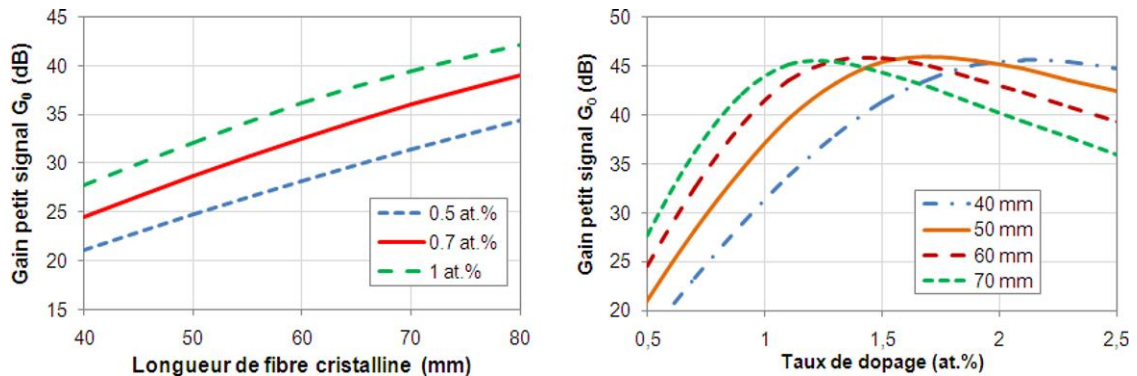 Gain petit signal G₀ (dB)
45
40
35
30
25
20
15
0.5 at.%
0.7 at.%
1 at.%
40
50
60
70
80
Longueur de fibre cristalline (mm)
Gain petit signal G₀ (dB)
50
45
40
35
30
25
20
40 mm
50 mm
60 mm
70 mm
0,5
1
1,5
2
2,5
Taux de dopage (at.%)